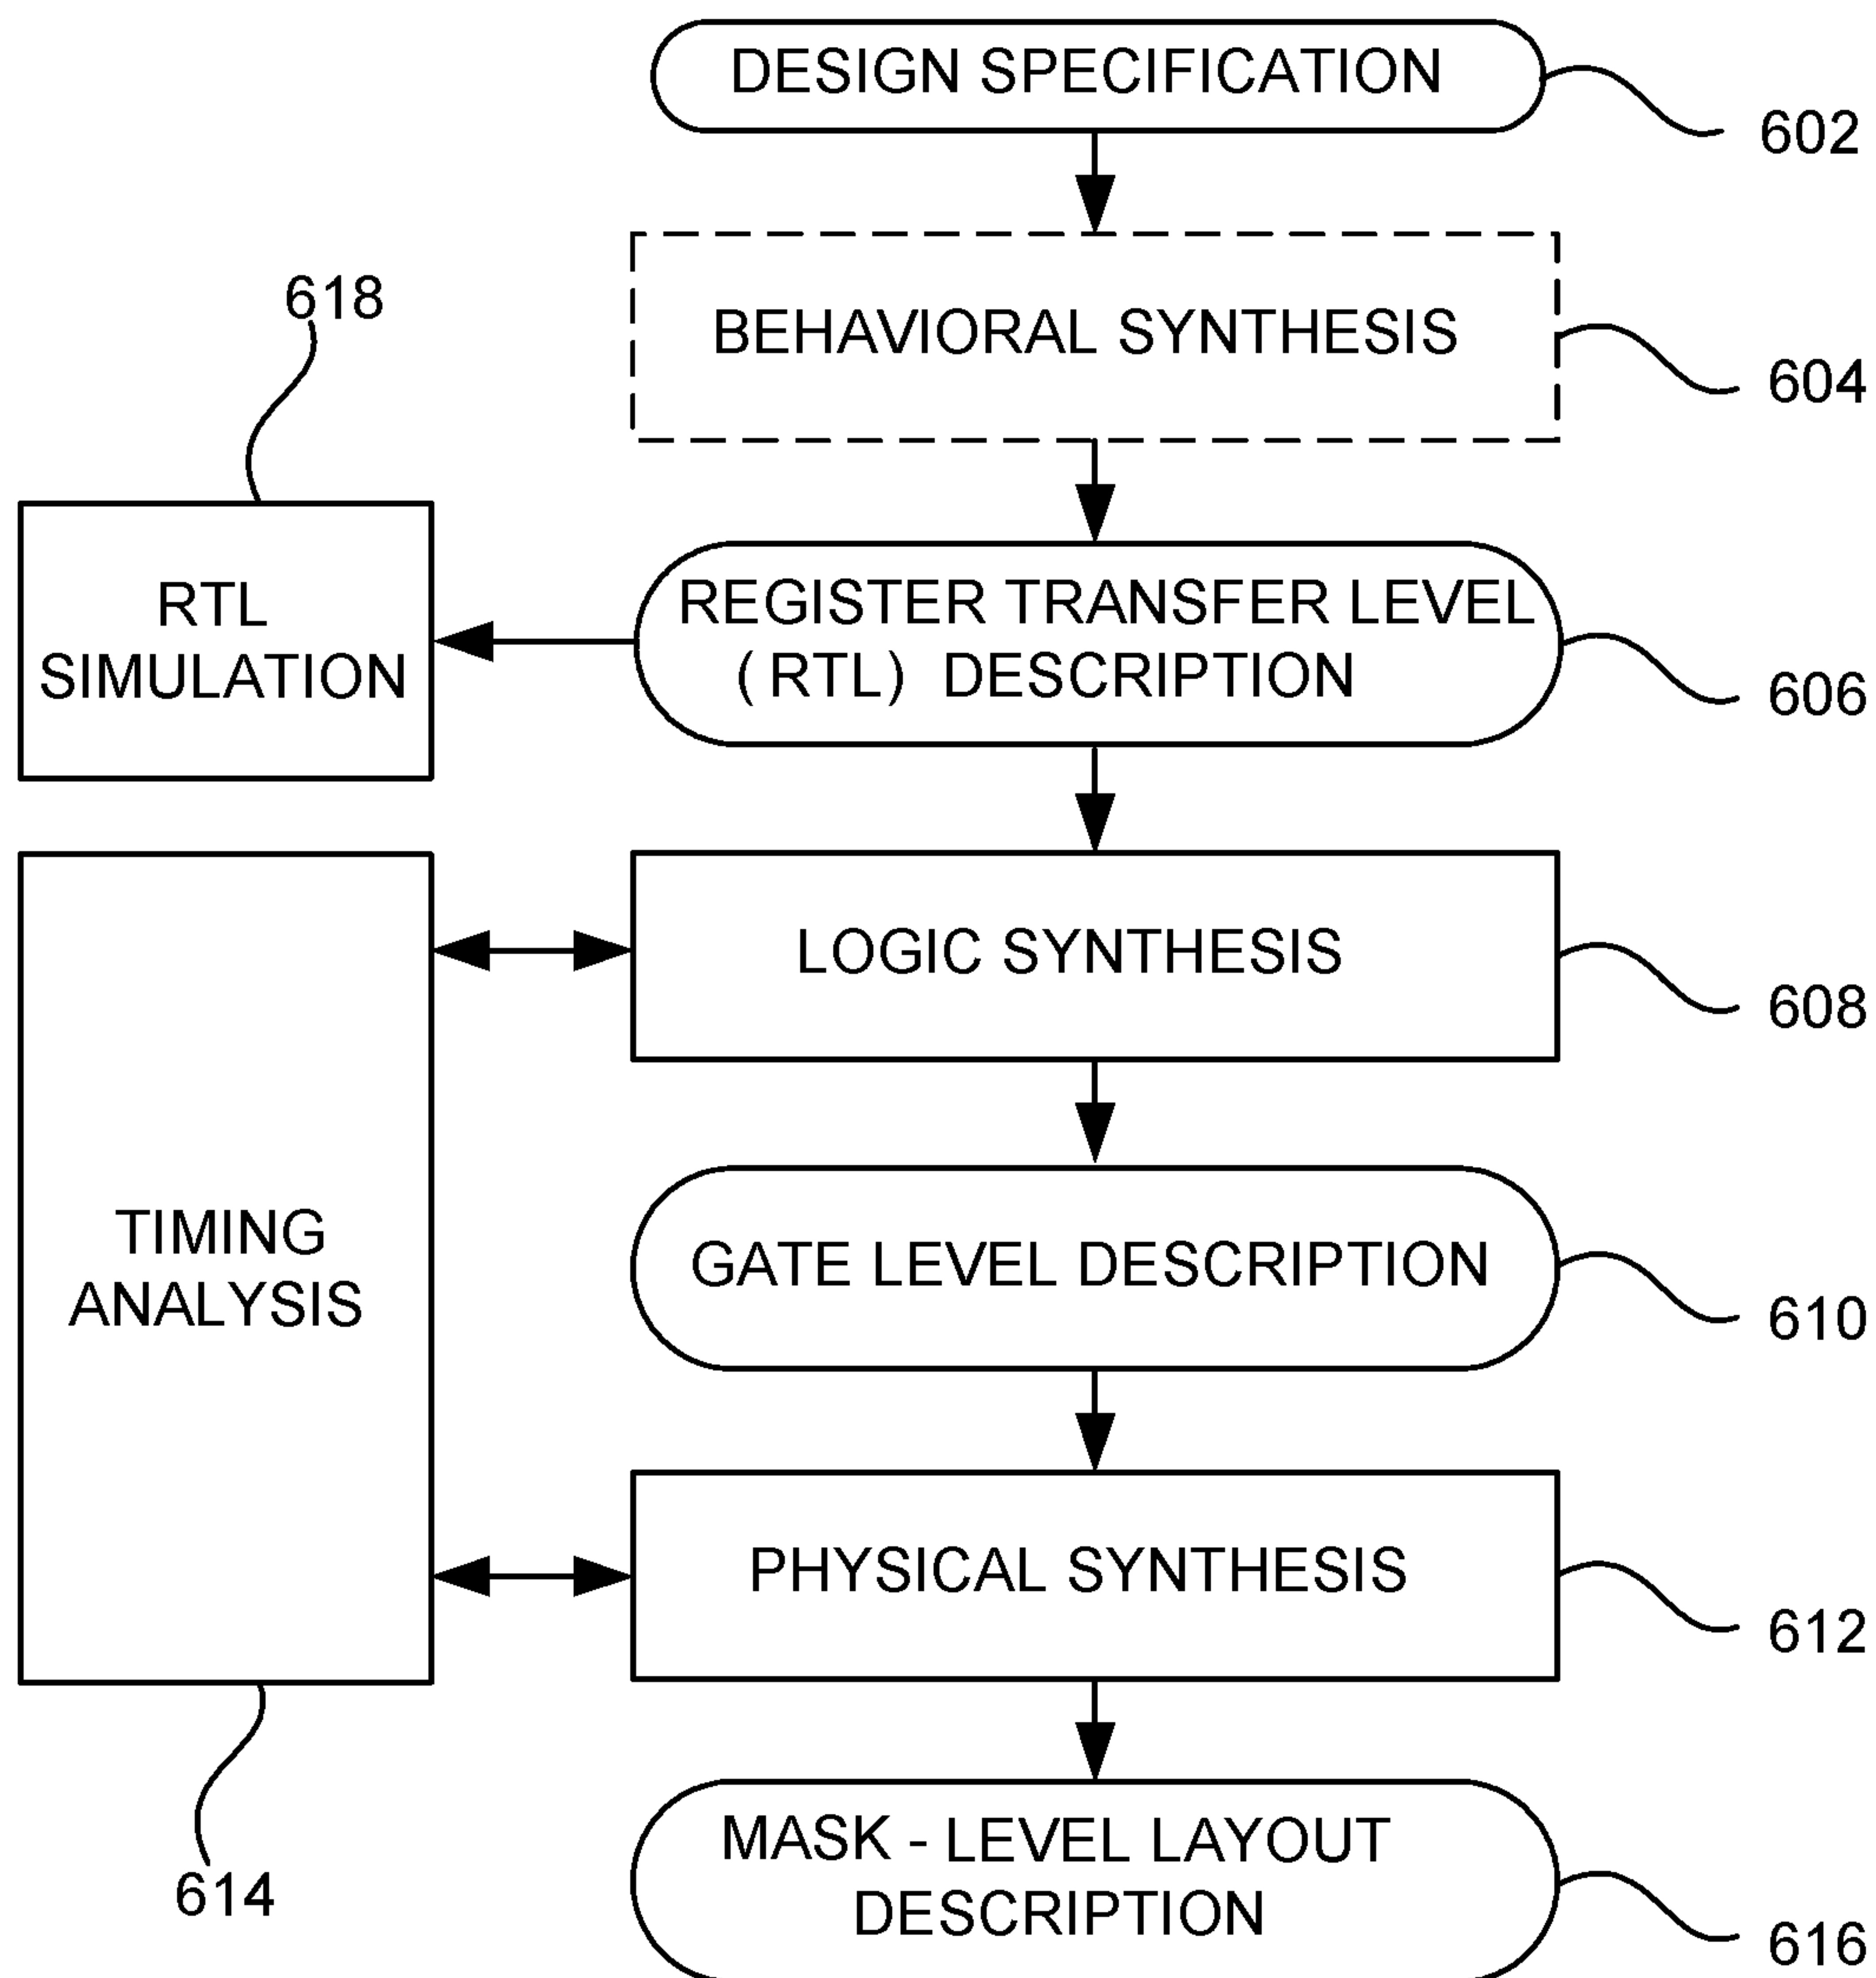 DESIGN SPECIFICATION
602
618
BEHAVIORAL SYNTHESIS
604
RTL
SIMULATION
REGISTER TRANSFER LEVEL
( RTL) DESCRIPTION
606
LOGIC SYNTHESIS
608
TIMING
ANALYSIS
GATE LEVEL DESCRIPTION
610
PHYSICAL SYNTHESIS
612
614
MASK - LEVEL LAYOUT
DESCRIPTION
616